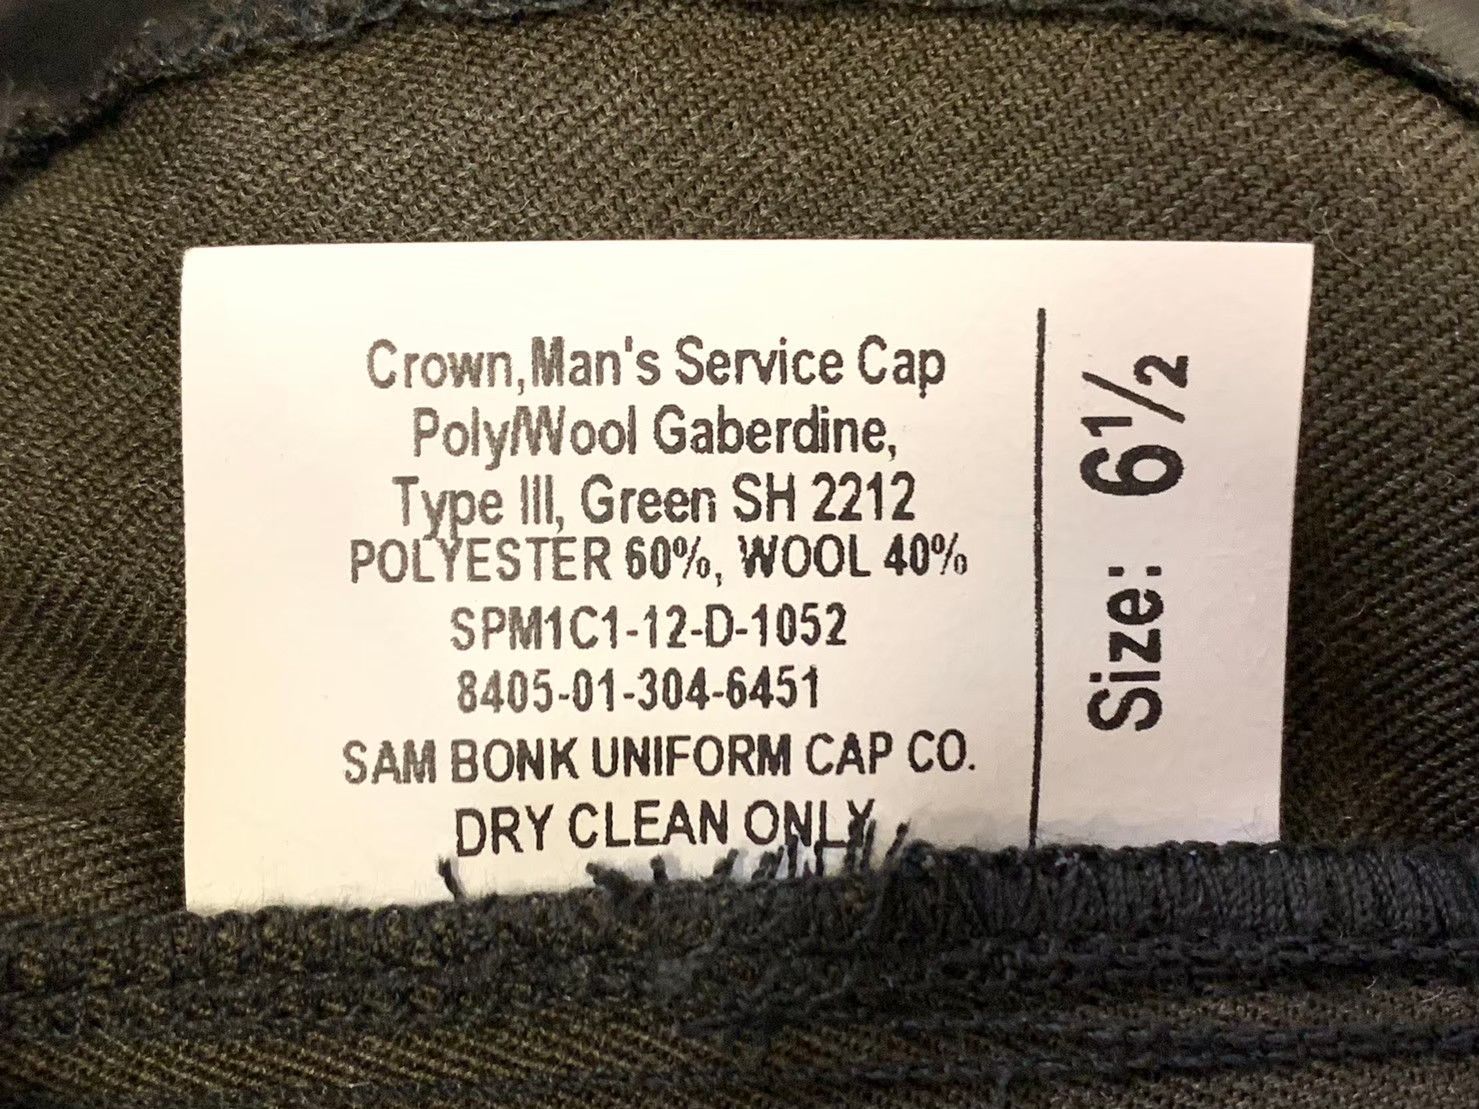 Crown,Man's Service Cap
Poly/Wool Gaberdine,
Type III, Green SH 2212
POLYESTER 60%, WOOL 40%
SPM1C1-12-D-1052
8405-01-304-6451
SAM BONK UNIFORM CAP CO.
DRY CLEAN ONLY
Size: 6½